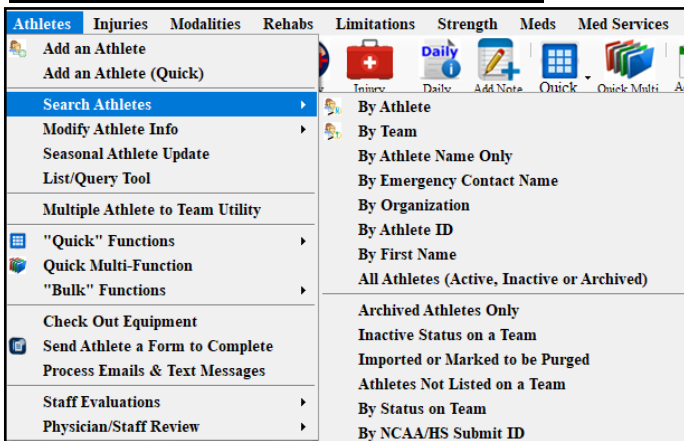 Athletes Injuries Modalities Rehabs Limitations Strength Meds Med Services
Add an Athlete
Add an Athlete (Quick)
Search Athletes
Modify Athlete Info
Seasonal Athlete Update
List/Query Tool
Multiple Athlete to Team Utility
"Quick" Functions
Quick Multi-Function
"Bulk" Functions
Check Out Equipment
Send Athlete a Form to Complete
Process Emails & Text Messages
Staff Evaluations
Physician/Staff Review
Daily
Injury Daily Add Note Quick Quick Multi
By Athlete
By Team
By Athlete Name Only
By Emergency Contact Name
By Organization
By Athlete ID
By First Name
All Athletes (Active, Inactive or Archived)
Archived Athletes Only
Inactive Status on a Team
Imported or Marked to be Purged
Athletes Not Listed on a Team
By Status on Team
By NCAA/HS Submit ID